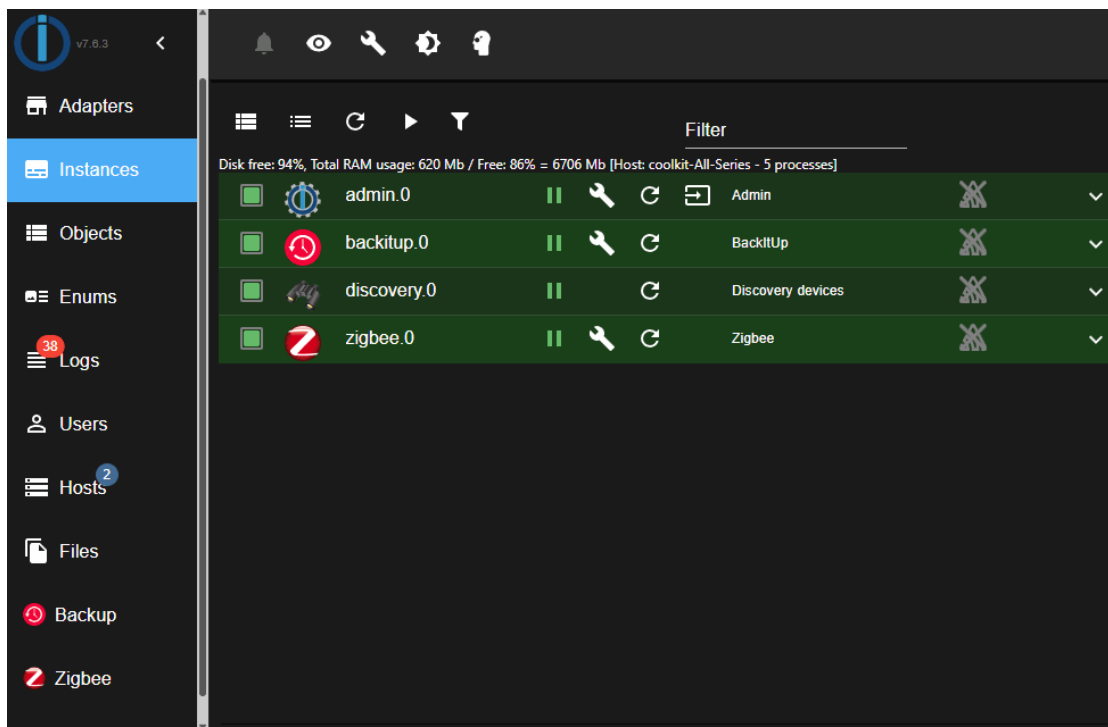 v7.6.3
Adapters
Instances
Objects
Enums
38
Logs
Users
2
Hosts
Files
Backup
Zigbee
Filter
Disk free: 94%, Total RAM usage: 620 Mb / Free: 86% = 6706 Mb [Host: coolkit-All-Series - 5 processes]
admin.0 Admin
backitup.0 BackItUp
discovery.0 Discovery devices
zigbee.0 Zigbee